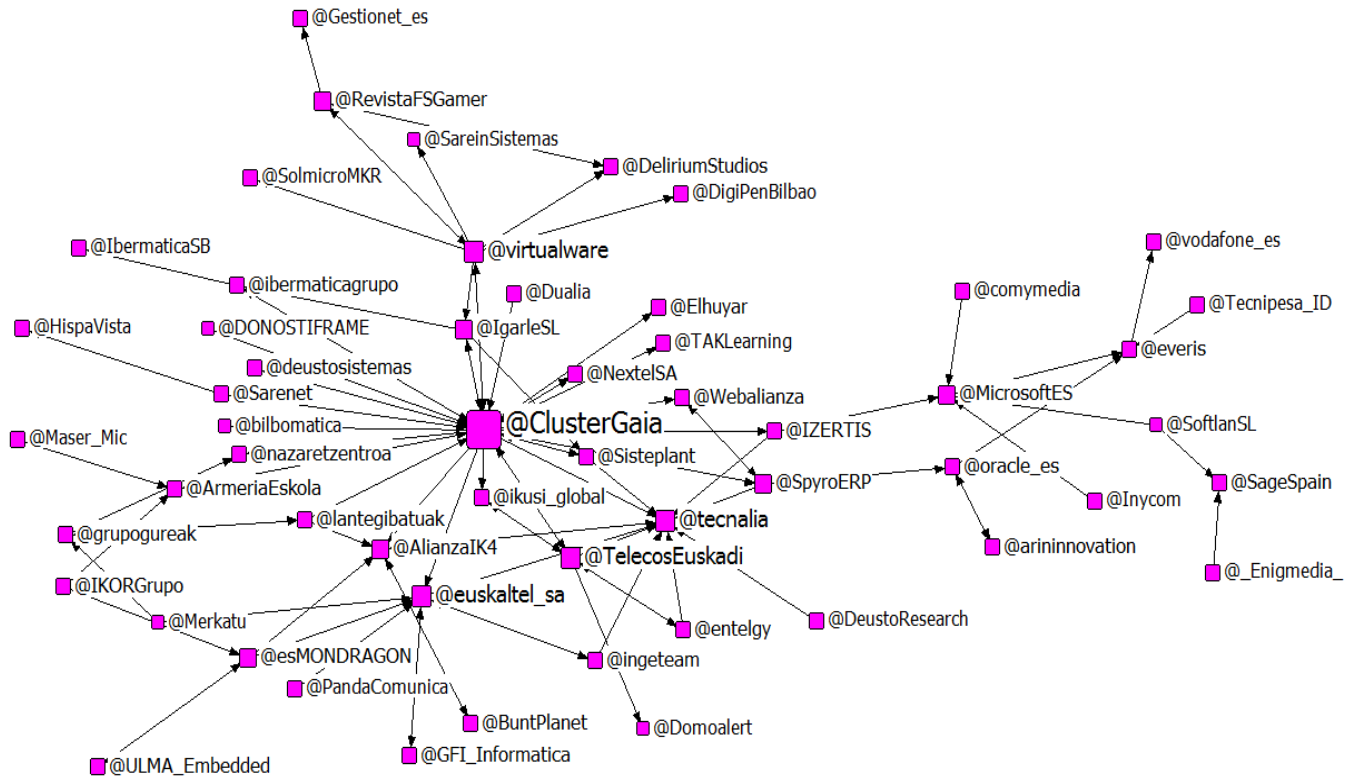 @Gestionet_es
@RevistaFSGamer
@SareinSistemas
@DeliriumStudios
@SolmicroMKR
@DigiPenBilbao
@vodafone_es
@IbermaticaSB
@virtualware
@ibermaticagrupo
@Dualia
@comymedia
@Elhuyar
@Tecnipesa_ID
@HispaVista
@DONOSTIFRAME
@IgarleSL
@TAKLearning
@everis
@deustosistemas
@NextelSA
@Sarenet
@Webalianza
@MicrosoftES
@bilbomatica
@ClusterGaia
@IZERTIS
@SoftlanSL
@Maser_Mic
@nazaretzentroa
@Sisteplant
@oracle_es
@ArmeriaEskola
@ikusi_global
@SpyroERP
@SageSpain
@Inycom
@lantegibatuak
@tecnalia
@grupogureak
@AlianzaIK4
@TelecosEuskadi
@arininnovation
@IKORGrupo
@euskaltel_sa
@_Enigmedia_
@Merkatu
@entelgy
@DeustoResearch
@esMONDRAGON
@ingeteam
@PandaComunica
@BuntPlanet
@Domoalert
@GFI_Informatica
@ULMA_Embedded